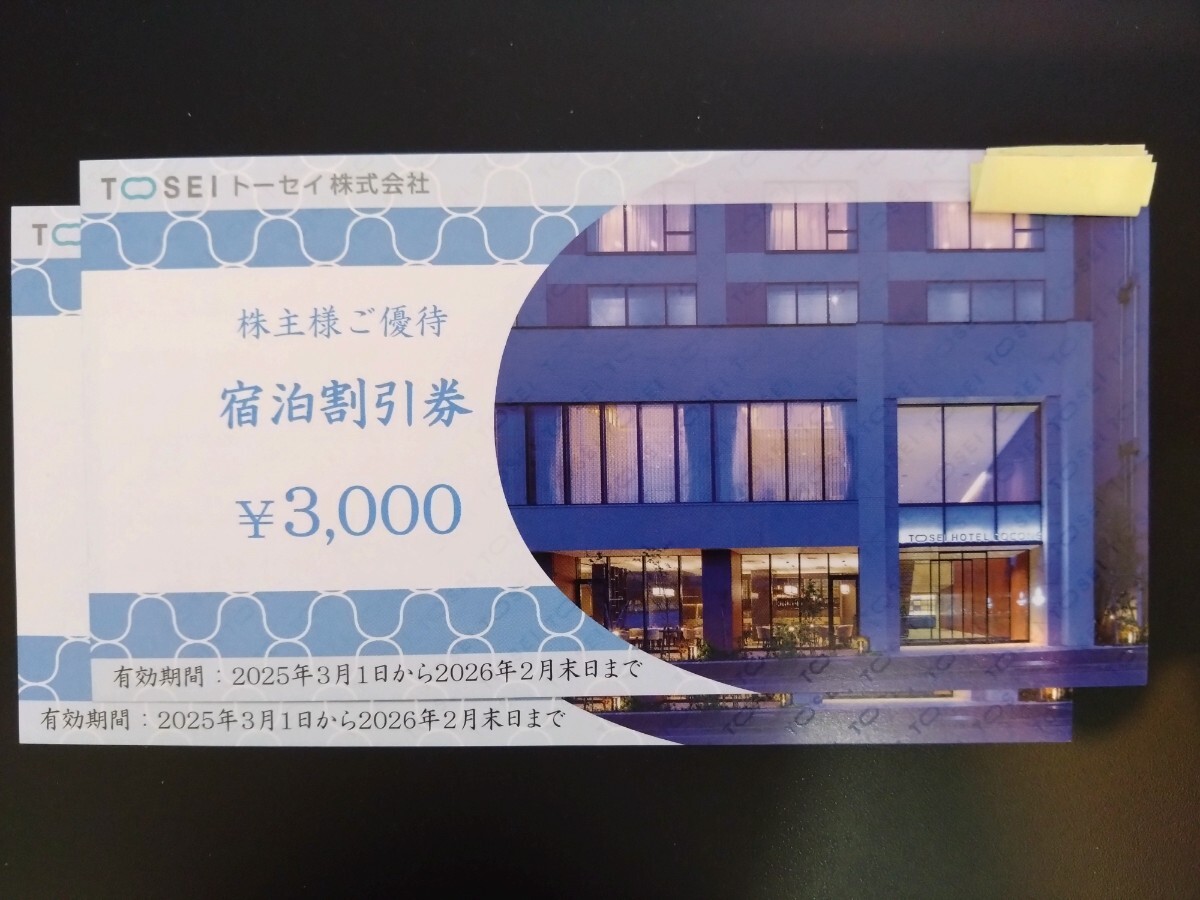 TOSEI トーセイ株式会社
株主様ご優待
宿泊割引券
¥3,000
TOSEI HOTEL COCO
有効期間：2025年3月1日から2026年2月末日まで
有効期間：2025年3月1日から2026年2月末日まで